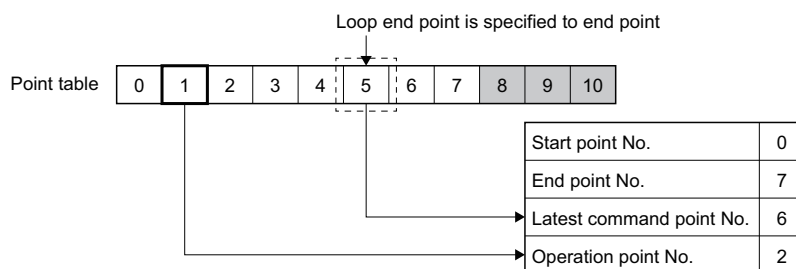 Loop end point is specified to end point
Point table 0 1 2 3 4 5 6 7 8 9 10
Start point No. 0
End point No. 7
Latest command point No. 6
Operation point No. 2